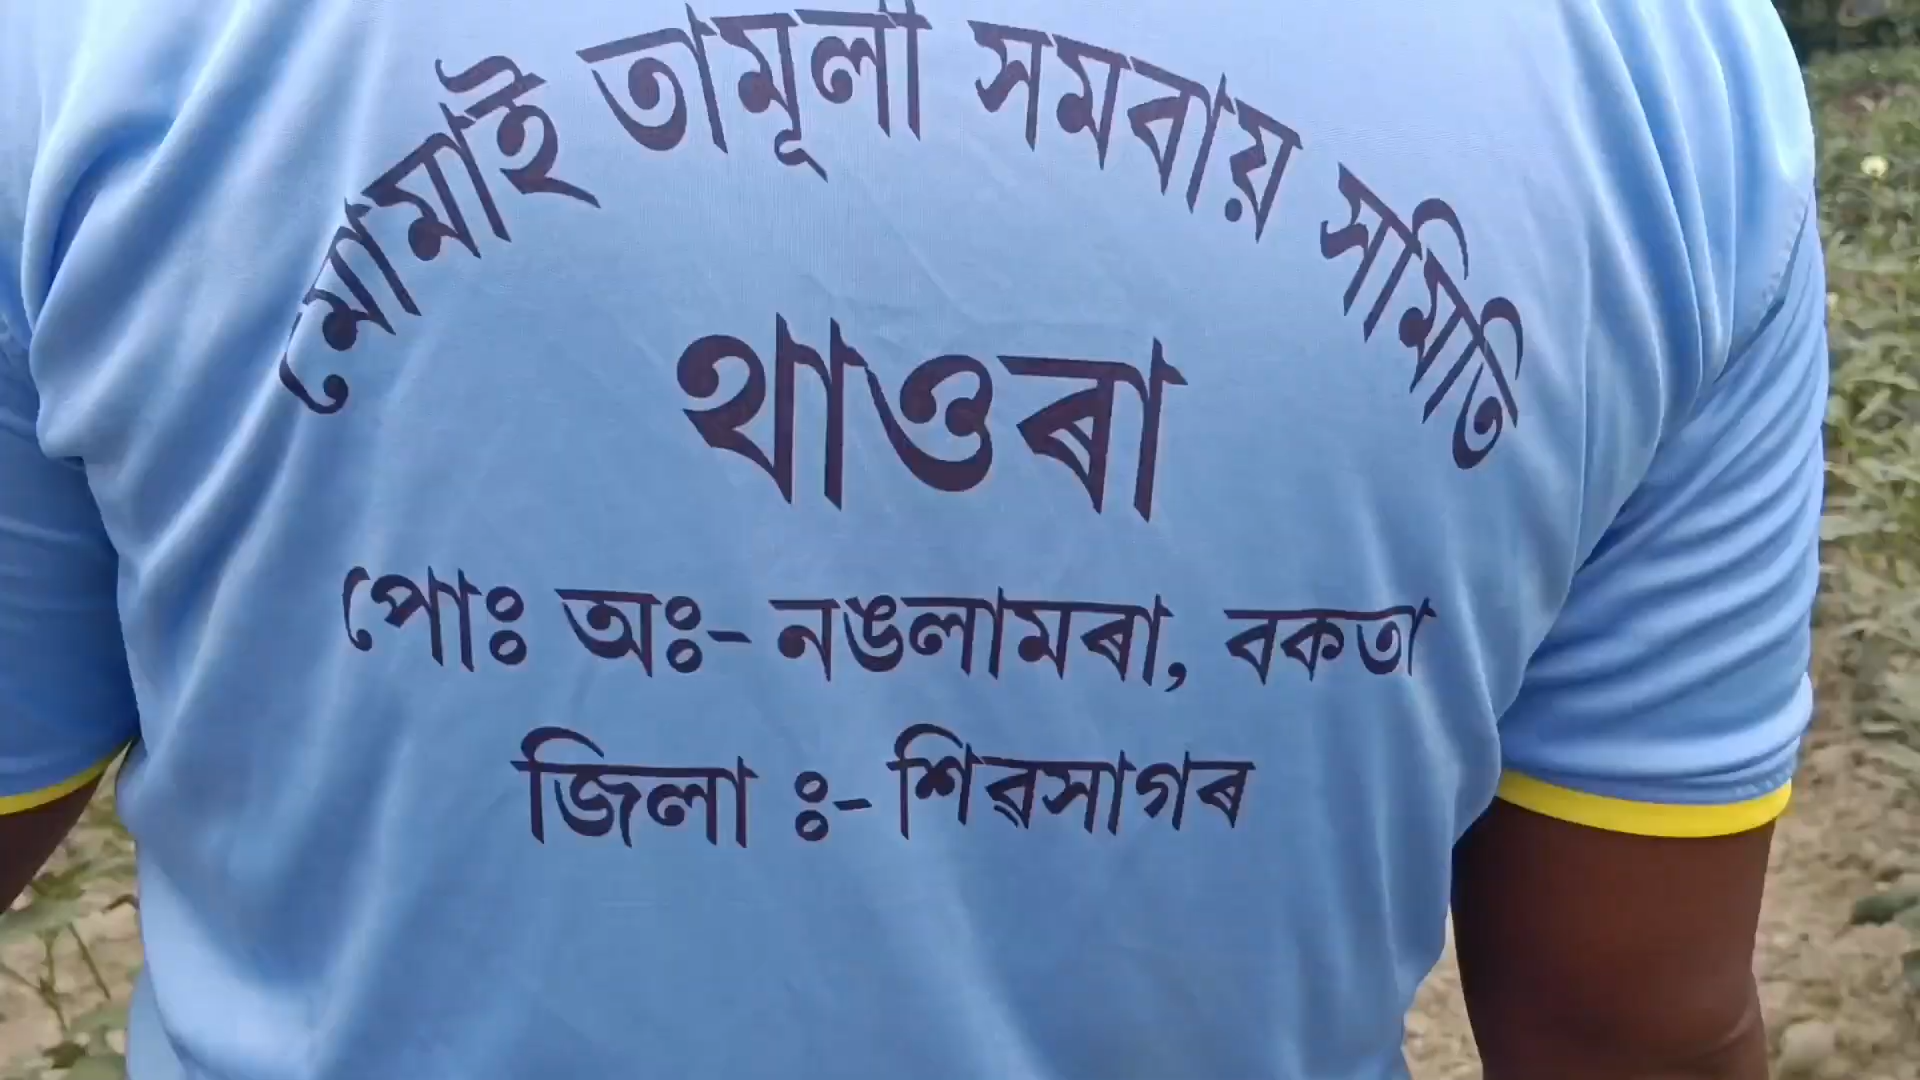 মোমাই তামূলী সমবায় সমিতি
থাওৰা
পোঃ অঃ- নঙলামৰা, বকতা
জিলা ঃ- শিৱসাগৰ